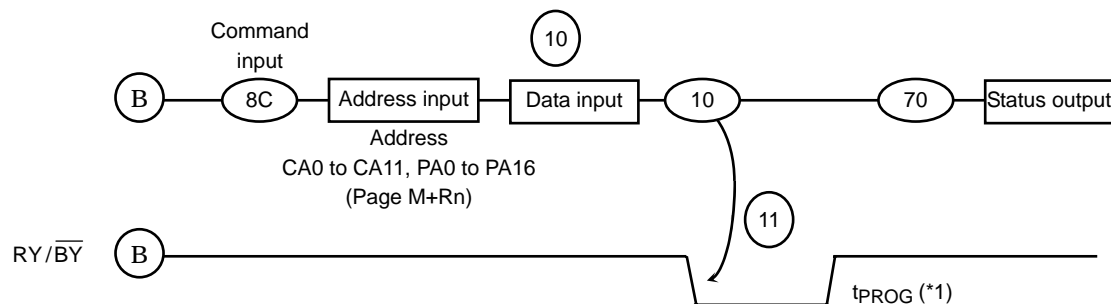 Command
input
10
B
8C
Address input
Data input
10
70
Status output
Address
CA0 to CA11, PA0 to PA16
(Page M+Rn)
11
RY/BY
B
tPROG (*1)